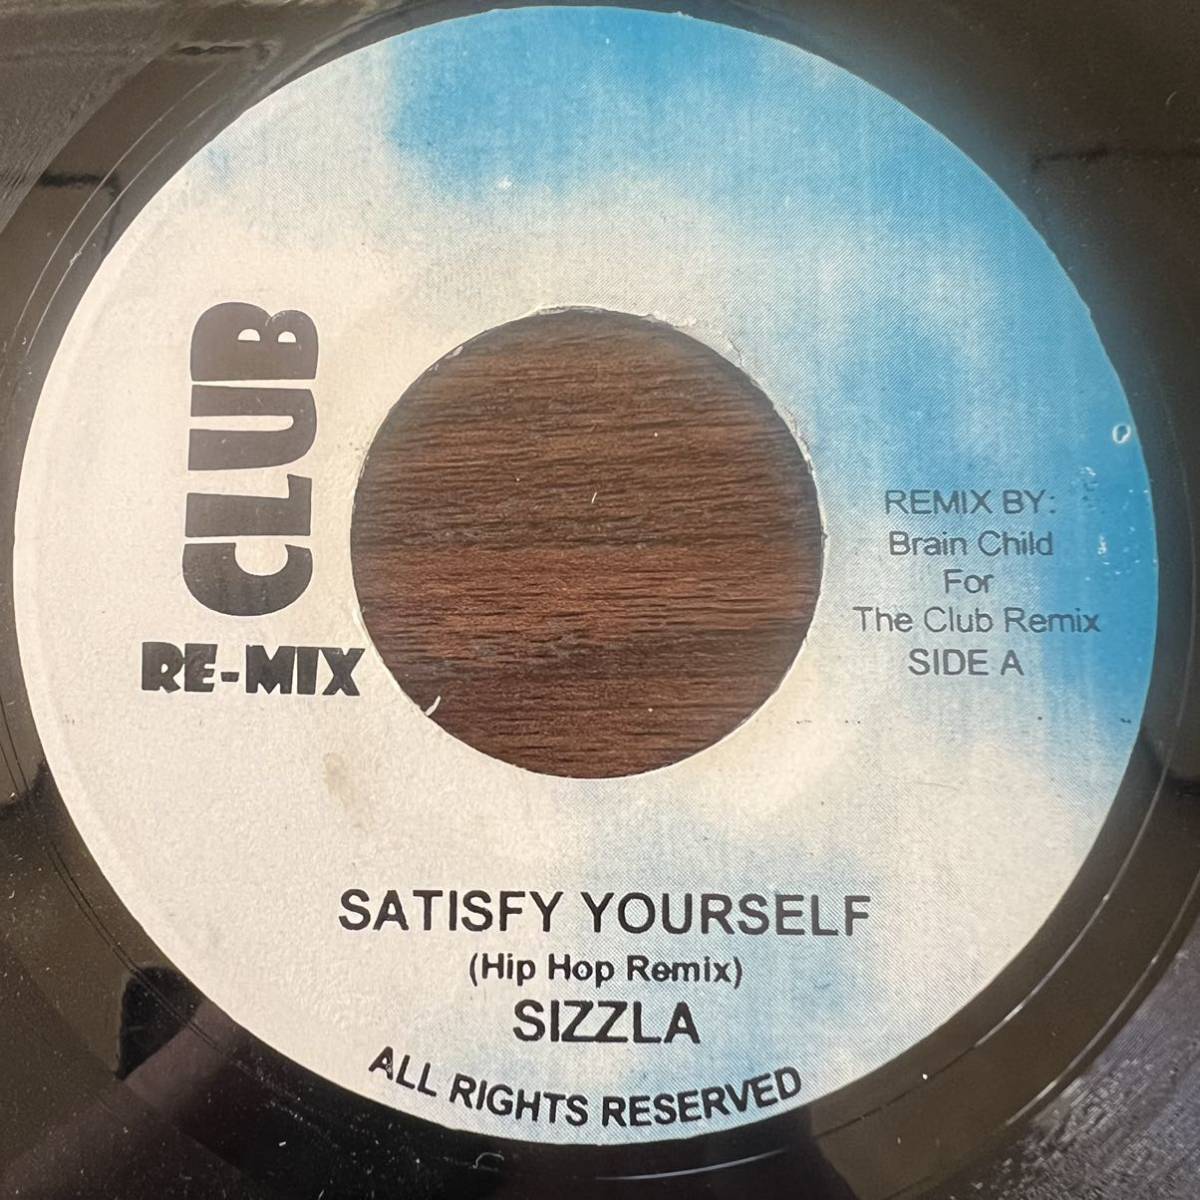 CLUB
RE-MIX
REMIX BY:
Brain Child
For
The Club Remix
SIDE A
SATISFY YOURSELF
(Hip Hop Remix)
SIZZLA
ALL RIGHTS RESERVED